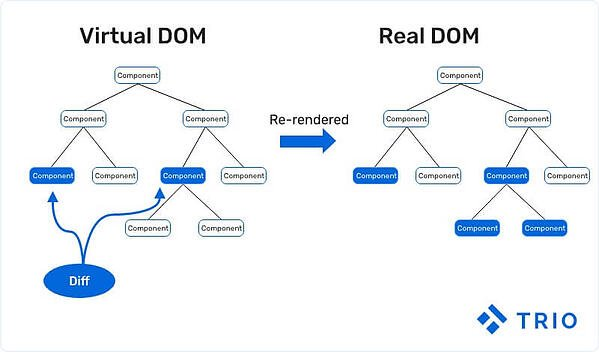 Virtual DOM
Real DOM
Component
Component
Component
Component
Component
Component
Component
Component
Component
Diff
Re-rendered
Component
Component
Component
Component
Component
Component
Component
Component
Component
TRIO